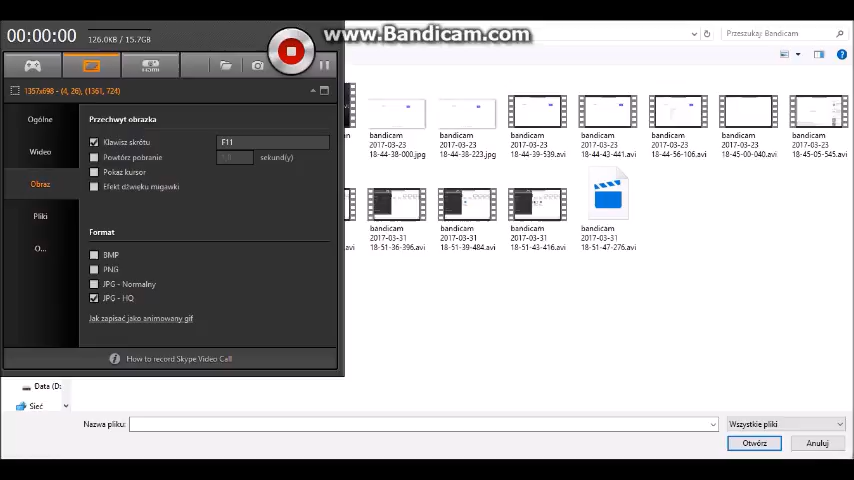 www.Bandicam.com
00:00:00
126.0KB / 15.7GB
HDMI
1357x698 - (4, 26), (1361, 724)
Ogólne
Wideo
Obraz
Pliki
O...
Przechwyt obrazka
Klawisz skrótu
F11
Powtórz pobranie
1,0
sekund(y)
Pokaż kursor
Efekt dźwięku migawki
Format
BMP
PNG
JPG - Normalny
JPG - HQ
Jak zapisać jako animowany gif
How to record Skype Video Call
Przeszukaj Bandicam
bandicam
2017-03-23
18-44-38-000.jpg
bandicam
2017-03-23
18-44-38-223.jpg
bandicam
2017-03-23
18-44-39-539.avi
bandicam
2017-03-23
18-44-43-441.avi
bandicam
2017-03-23
18-44-56-106.avi
bandicam
2017-03-23
18-45-00-040.avi
bandicam
2017-03-23
18-45-05-545.avi
bandicam
2017-03-31
18-51-36-396.avi
bandicam
2017-03-31
18-51-39-484.avi
bandicam
2017-03-31
18-51-43-416.avi
bandicam
2017-03-31
18-51-47-276.avi
Data (D:
Sieć
Nazwa pliku:
Wszystkie pliki
Otwórz
Anuluj